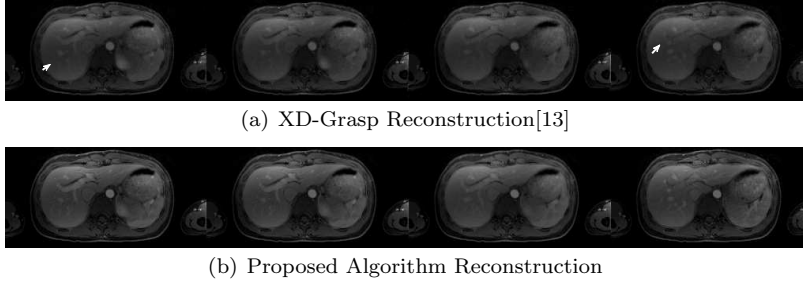 (a) XD-Grasp Reconstruction[13]
(b) Proposed Algorithm Reconstruction